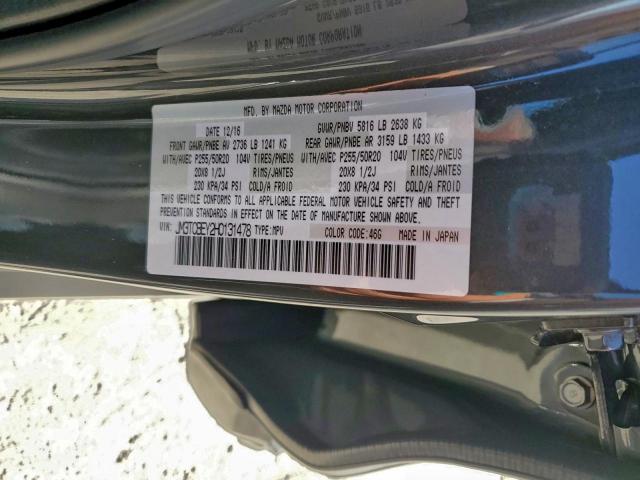 MFD. BY MAZDA MOTOR CORPORATION
DATE 12/16 GVWR/PNBV 5816 LB 2638 KG
FRONT GAWR/PNBE AV 2736 LB 1241 KG REAR GAWR/PNBE AR 3159 LB 1433 KG
WITH/AVEC P255/50R20 104V TIRES/PNEUS WITH/AVEC P255/50R20 104V TIRES/PNEUS
20X8 1/2J RIMS/JANTES 20X8 1/2J RIMS/JANTES
230 KPA/34 PSI COLD/A FROID 230 KPA/34 PSI COLD/A FROID
THIS VEHICLE CONFORMS TO ALL APPLICABLE FEDERAL MOTOR VEHICLE SAFETY AND THEFT
PREVENTION STANDARDS IN EFFECT ON THE DATE OF MANUFACTURE SHOWN ABOVE.
VIN: JM3TCBEY2H0131478 TYPE:MPV COLOR CODE:46G MADE IN JAPAN